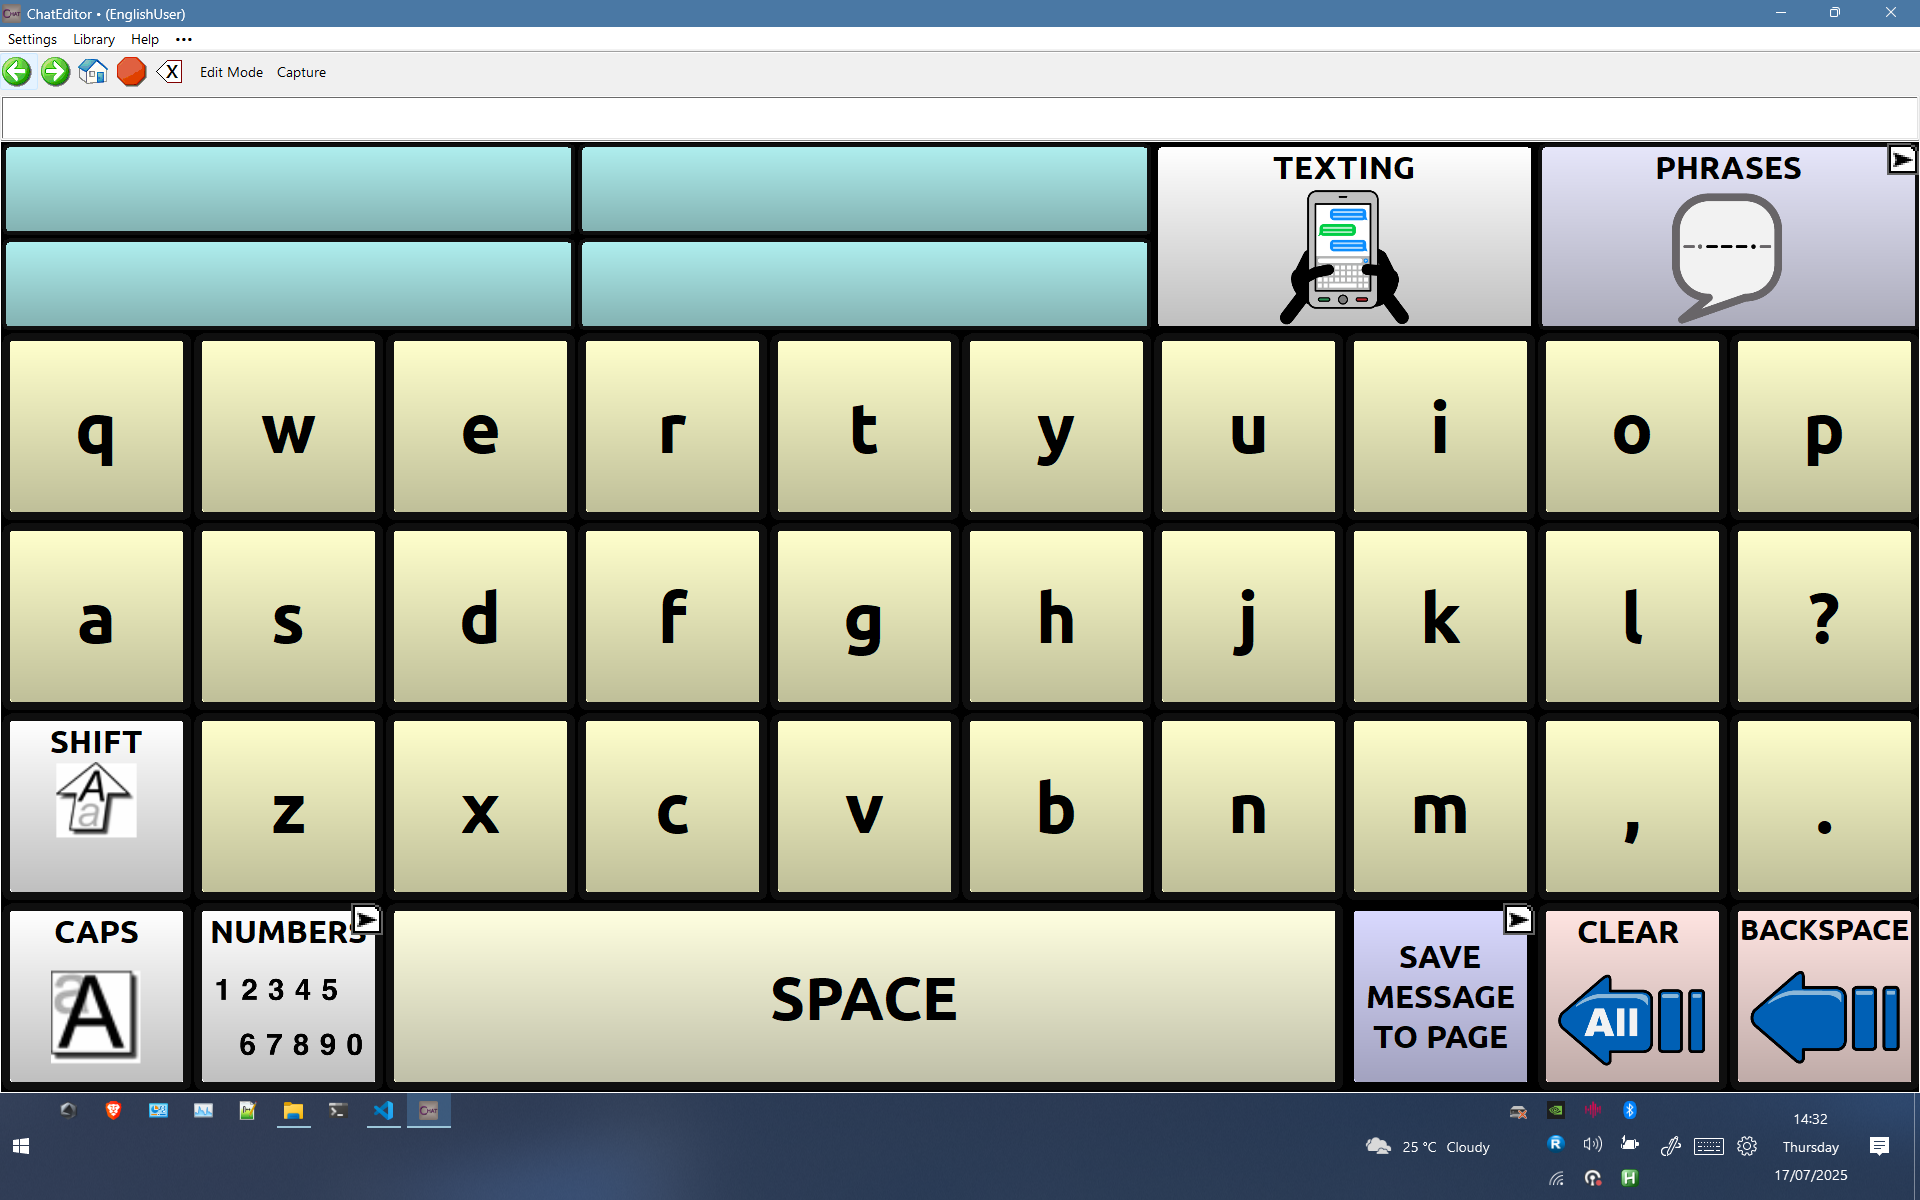 ChatEditor • (EnglishUser)
Settings Library Help •••
X Edit Mode Capture
TEXTING PHRASES
q w e r t y u i o p
a s d f g h j k l ?
SHIFT
A
a
z x c v b n m , .
CAPS
a A
NUMBERS
1 2 3 4 5
6 7 8 9 0
SPACE
SAVE
MESSAGE
TO PAGE
CLEAR
All
BACKSPACE
CHAT
14:32
25 °C Cloudy
R
Thursday
H
17/07/2025